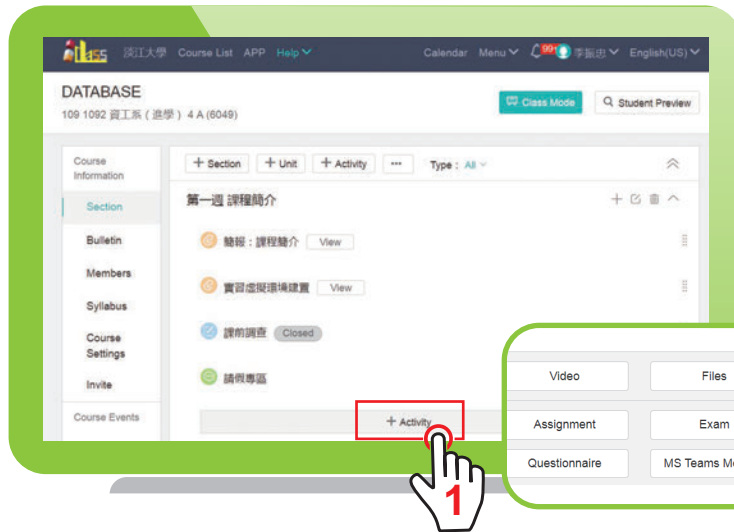 iClass 淡江大學 Course List APP Help Calendar Menu 99+ 李振忠 English(US)
DATABASE
109 1092 資工系 ( 進學 ) 4 A (6049)
Class Mode Student Preview
Course Information
Section
Bulletin
Members
Syllabus
Course Settings
Invite
Course Events
+ Section + Unit + Activity ··· Type : All
第一週 課程簡介
簡報：課程簡介 View
實習虛擬環境建置 View
課前調查 Closed
請假專區
+ Activity
1
Video Files
Assignment Exam
Questionnaire MS Teams